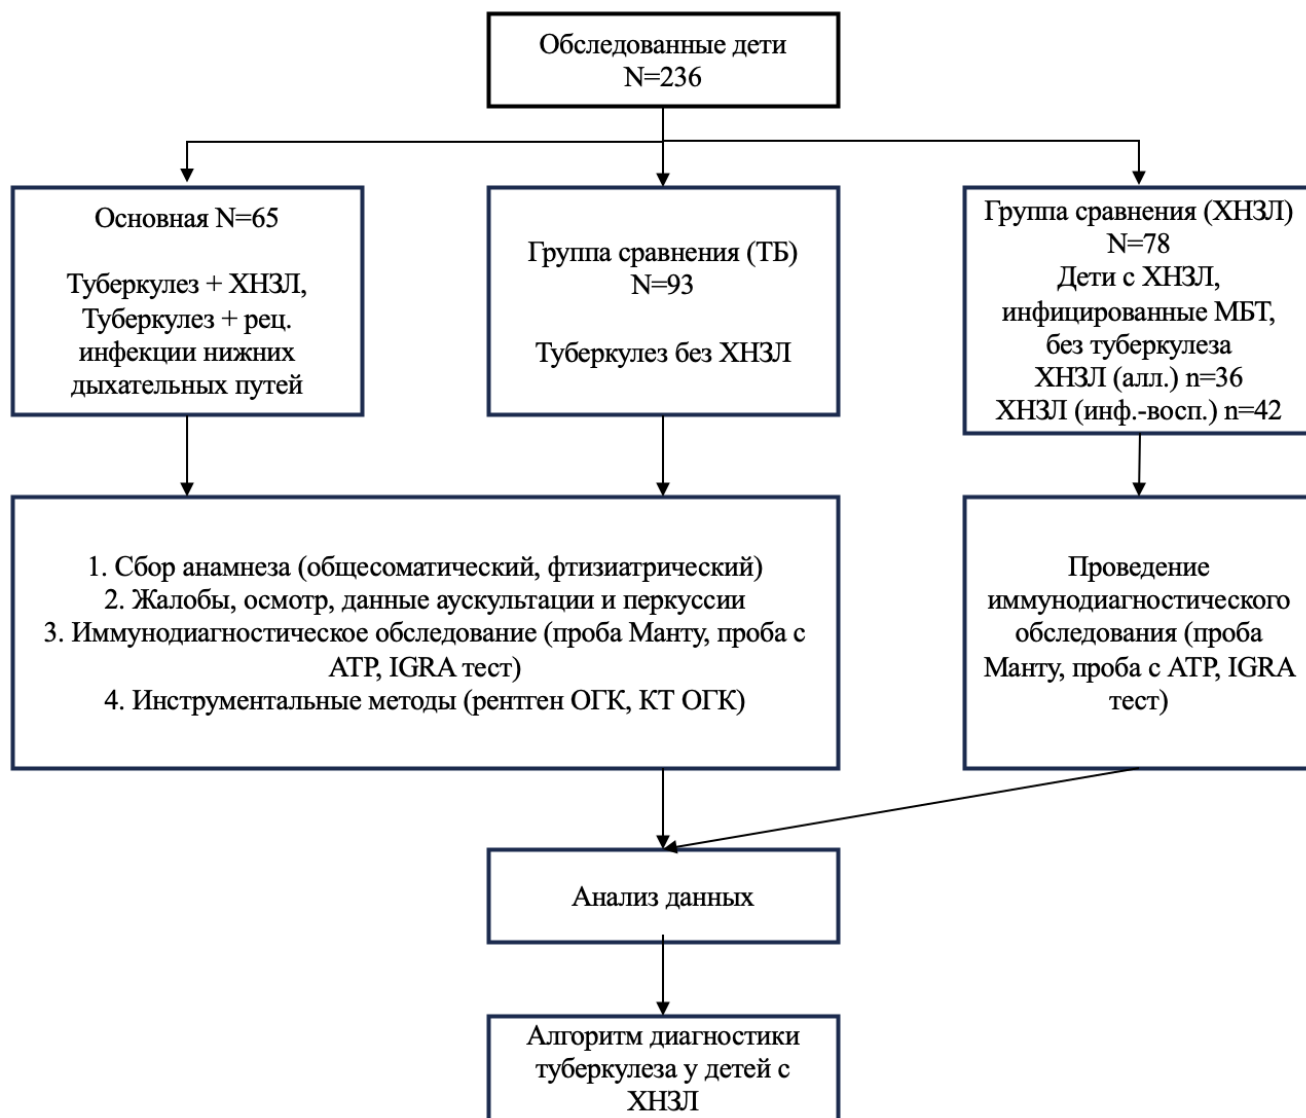 Обследованные дети
N=236
Основная N=65
Туберкулез + ХНЗЛ,
Туберкулез + рец.
инфекции нижних
дыхательных путей
Группа сравнения (ТБ)
N=93
Туберкулез без ХНЗЛ
Группа сравнения (ХНЗЛ)
N=78
Дети с ХНЗЛ,
инфицированные МБТ,
без туберкулеза
ХНЗЛ (алл.) n=36
ХНЗЛ (инф.-восп.) n=42
1. Сбор анамнеза (общесоматический, фтизиатрический)
2. Жалобы, осмотр, данные аускультации и перкуссии
3. Иммунодиагностическое обследование (проба Манту, проба с
АТР, IGRA тест)
4. Инструментальные методы (рентген ОГК, КТ ОГК)
Проведение
иммунодиагностического
обследования (проба
Манту, проба с АТР, IGRA
тест)
Анализ данных
Алгоритм диагностики
туберкулеза у детей с
ХНЗЛ